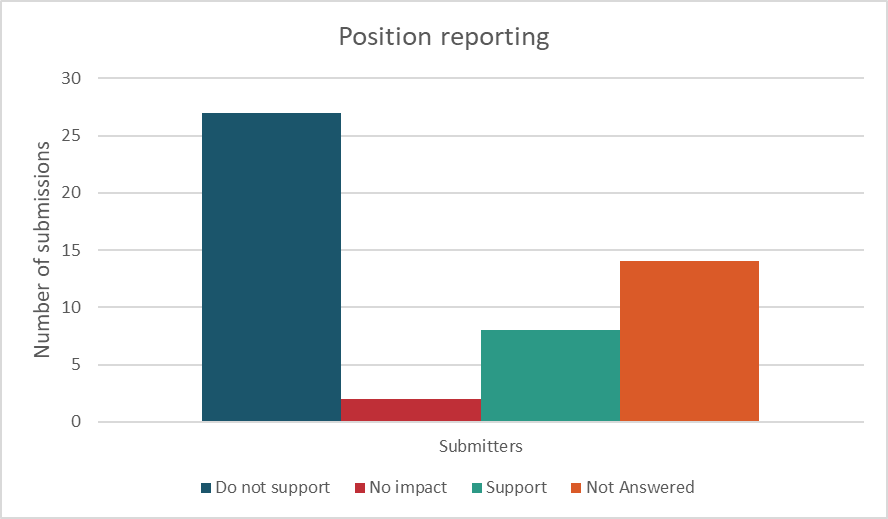 Position reporting
Number of submissions
30
25
20
15
10
5
0
Submitters
Do not support No impact Support Not Answered